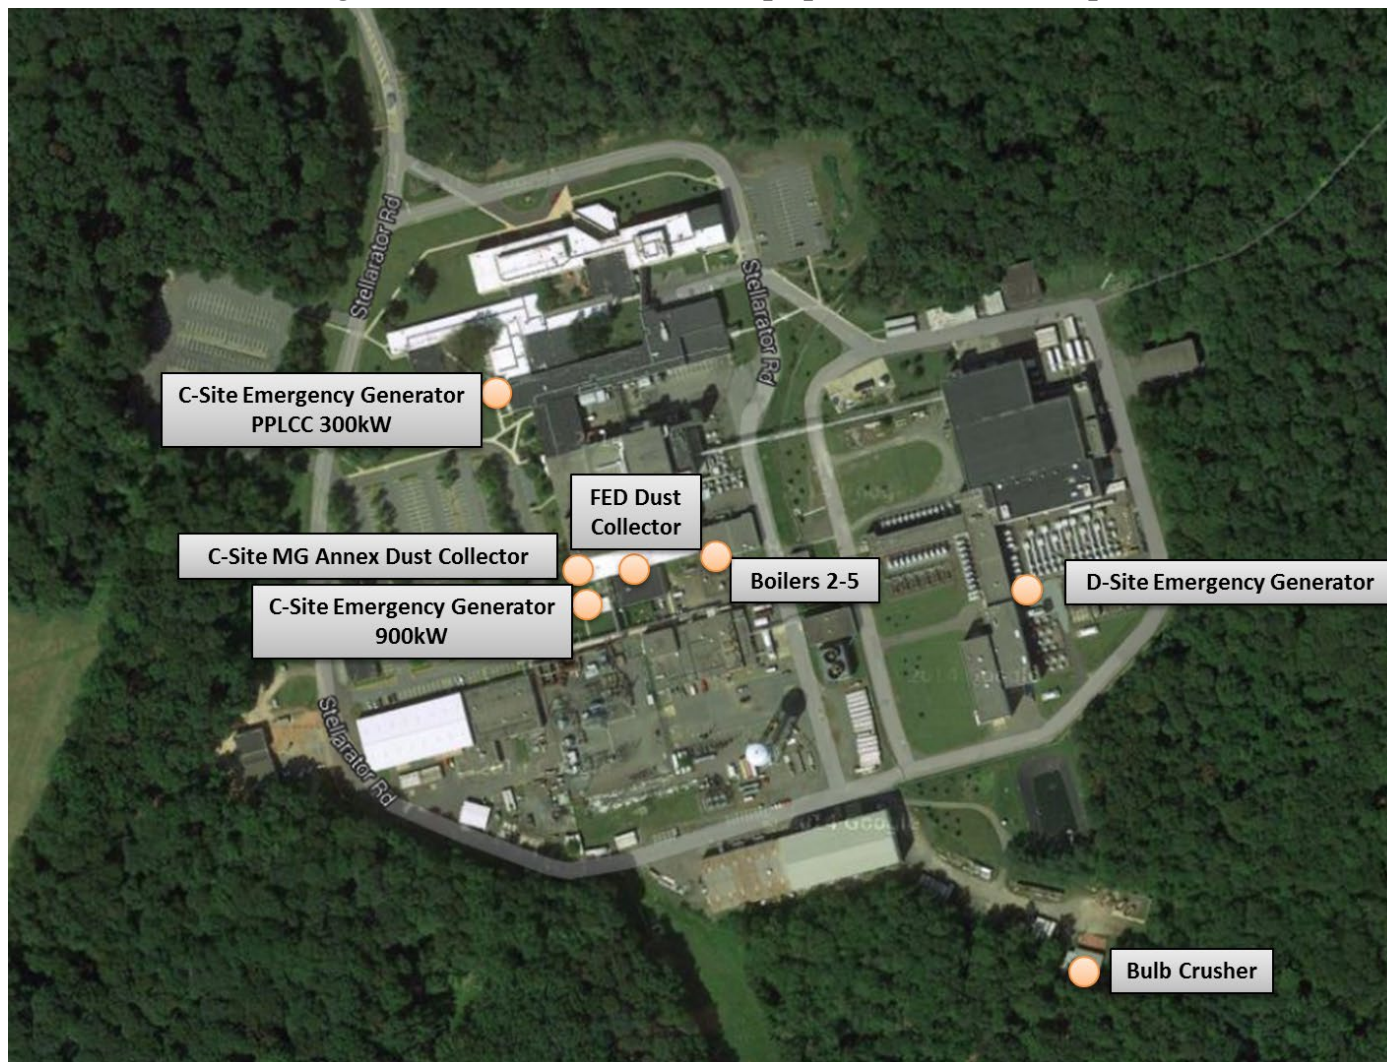 Stellarator Rd
Stellarator Rd
C-Site Emergency Generator
PPLCC 300kW
FED Dust
Collector
C-Site MG Annex Dust Collector
Boilers 2-5
D-Site Emergency Generator
C-Site Emergency Generator
900kW
Stellarator Rd
Bulb Crusher